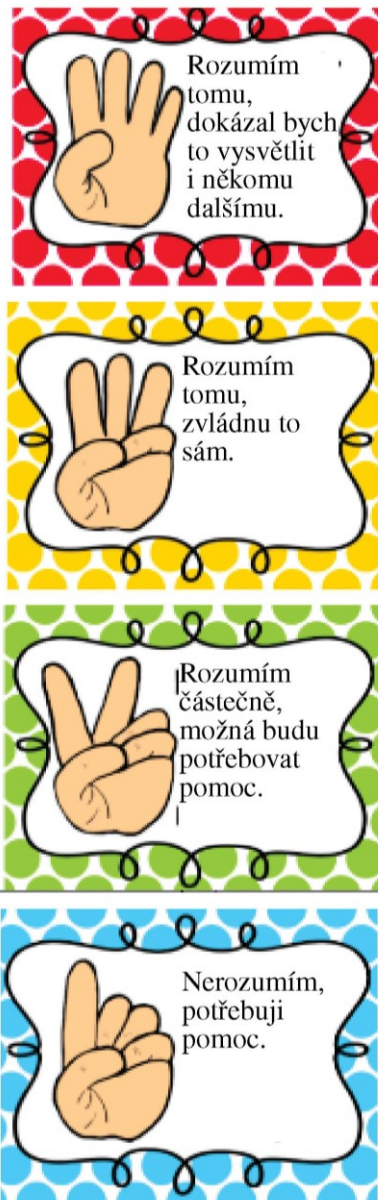 Rozumím
tomu,
dokázal bych
to vysvětlit
i někomu
dalšímu.
Rozumím
tomu,
zvládnu to
sám.
Rozumím
částečně,
možná budu
potřebovat
pomoc.
Nerozumím,
potřebuji
pomoc.